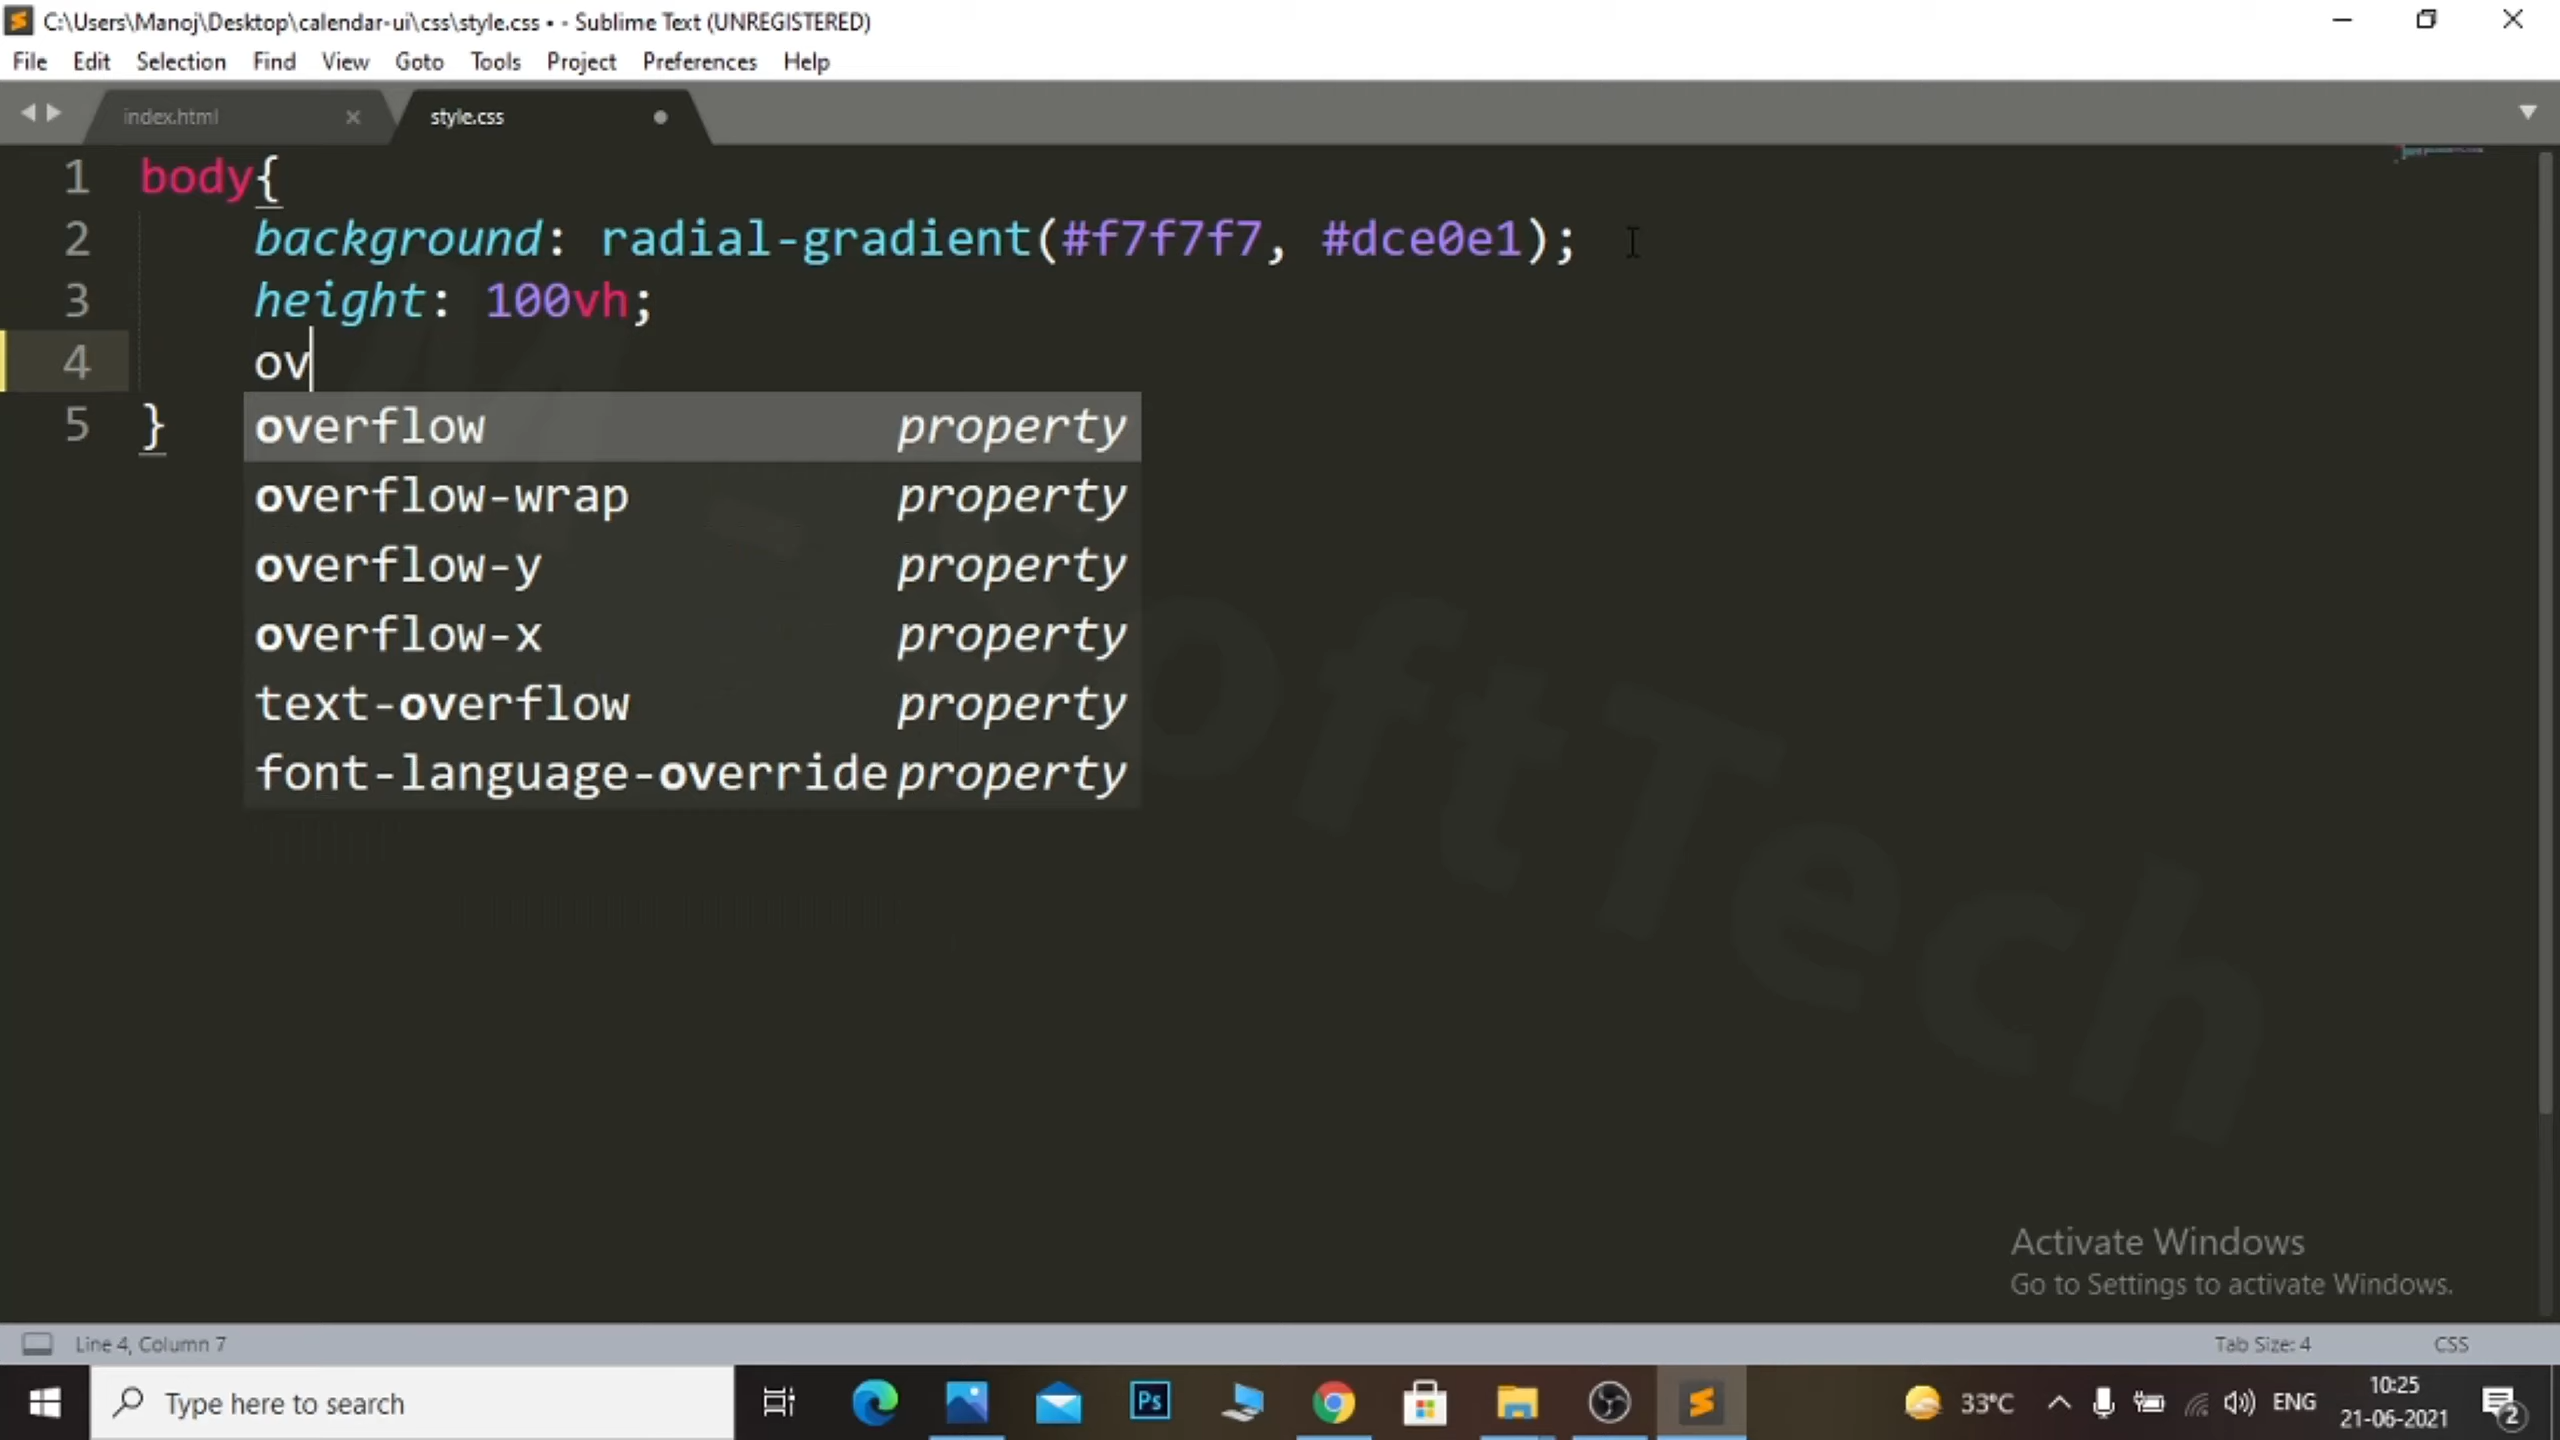 C:\Users\Manoj\Desktop\calendar-ui\css\style.css • - Sublime Text (UNREGISTERED)
File Edit Selection Find View Goto Tools Project Preferences Help
index.html style.css
1 body{
2 background: radial-gradient(#f7f7f7, #dce0e1);
3 height: 100vh;
4 ov
5 }
overflow property
overflow-wrap property
overflow-y property
overflow-x property
text-overflow property
font-language-override property
SoftTech
Activate Windows
Go to Settings to activate Windows.
Line 4, Column 7 Tab Size: 4 CSS
Type here to search Ps 33°C ENG 10:25
21-06-2021 2